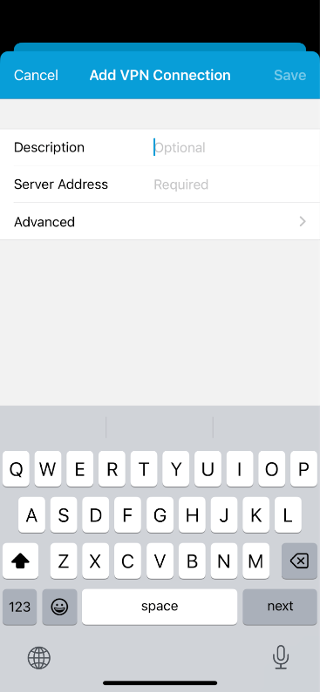 Cancel Add VPN Connection Save
Description Optional
Server Address Required
Advanced
Q W E R T Y U I O P
A S D F G H J K L
Z X C V B N M
123 space next